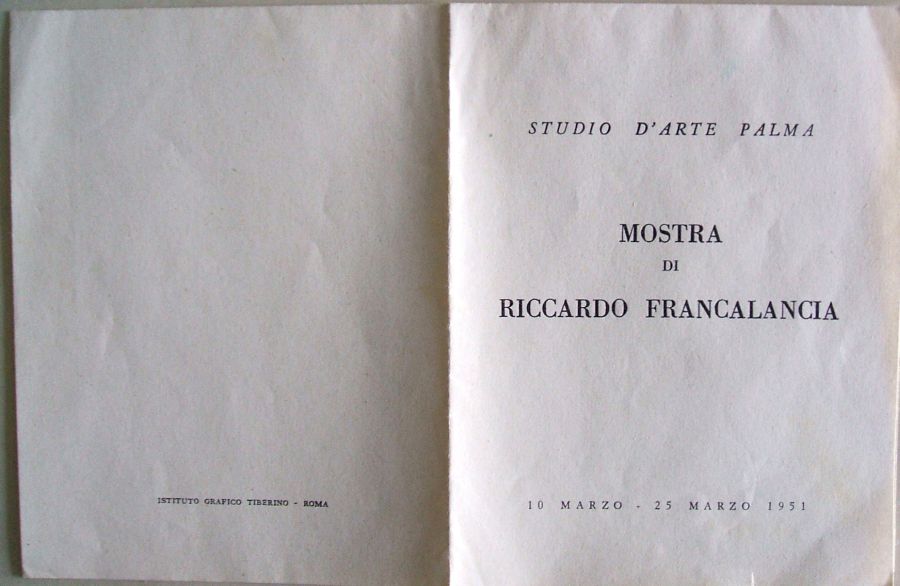 ISTITUTO GRAFICO TIBERINO - ROMA
STUDIO D'ARTE PALMA
MOSTRA
DI
RICCARDO FRANCALANCIA
10 MARZO - 25 MARZO 1951